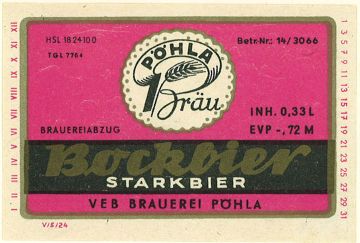 HSL 1824100
TGL 7764
Betr.-Nr.: 14/3066
PÖHLA
Bräu
INH. 0,33 L
EVP -,72 M
BRAUEREIABZUG
Bockbier
STARKBIER
VEB BRAUEREI PÖHLA
V/5/24
I II III IV V VI VII VIII IX X XI XII
1 3 5 7 9 11 13 15 17 19 21 23 25 27 29 31